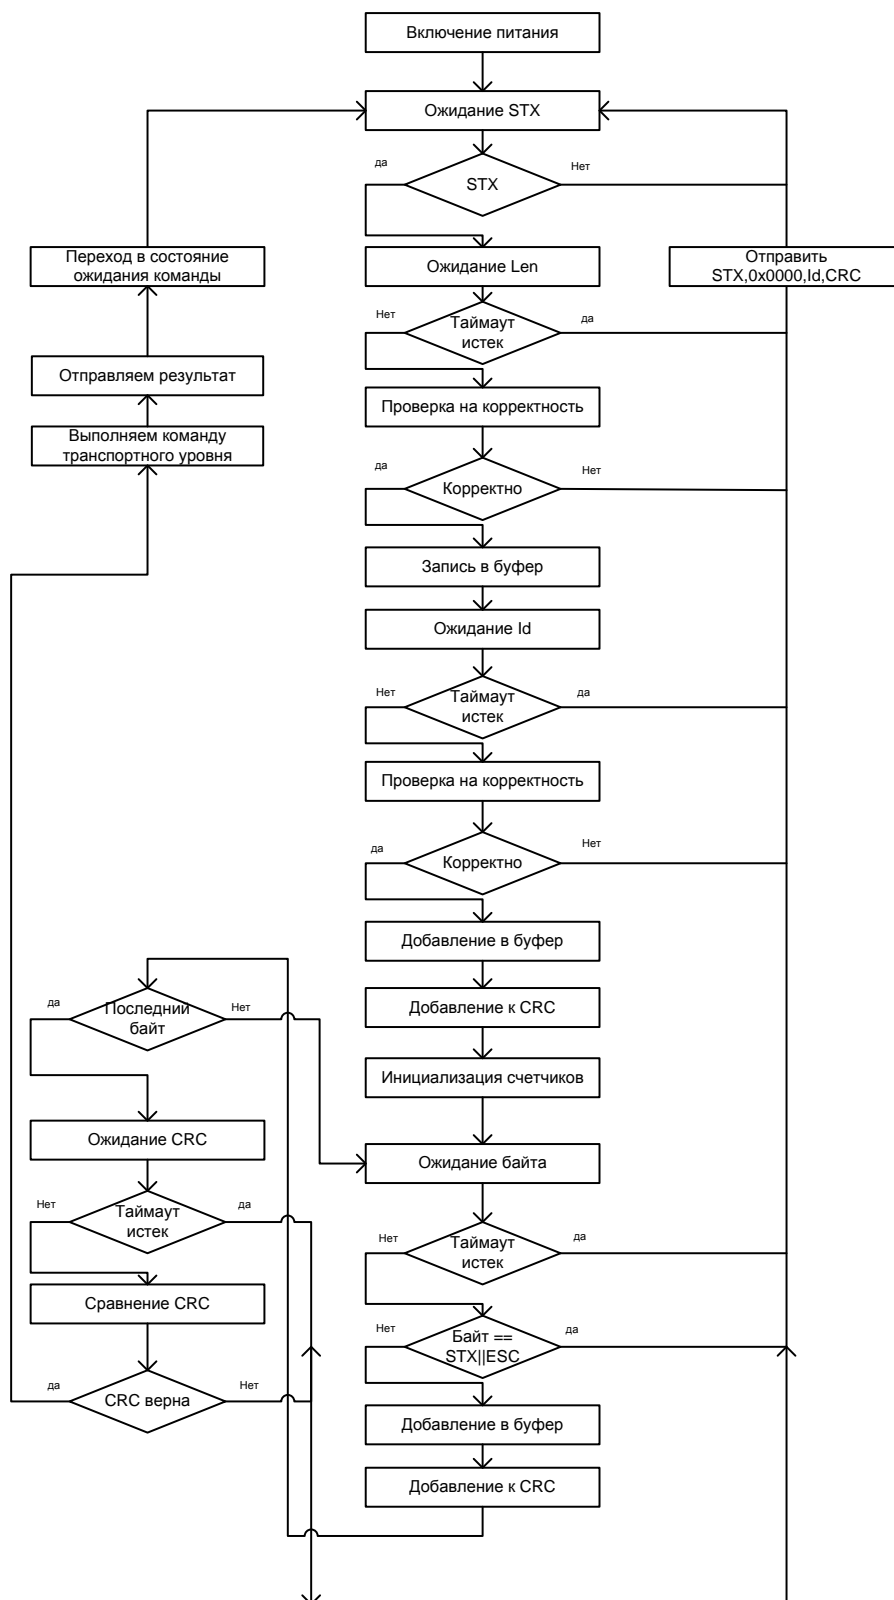 Включение питания
Ожидание STX
да
STX
Нет
Переход в состояние
ожидания команды
Ожидание Len
Отправить
STX,0x0000,Id,CRC
Нет
Таймаут
истек
да
Отправляем результат
Проверка на корректность
Выполняем команду
транспортного уровня
да
Корректно
Нет
Запись в буфер
Ожидание Id
Нет
Таймаут
истек
да
Проверка на корректность
да
Корректно
Нет
Добавление в буфер
да
Последний
байт
Нет
Добавление к CRC
Инициализация счетчиков
Ожидание CRC
Ожидание байта
Нет
Таймаут
истек
да
Нет
Таймаут
истек
да
Сравнение CRC
Нет
Байт ==
STX||ESC
да
да
CRC верна
Нет
Добавление в буфер
Добавление к CRC